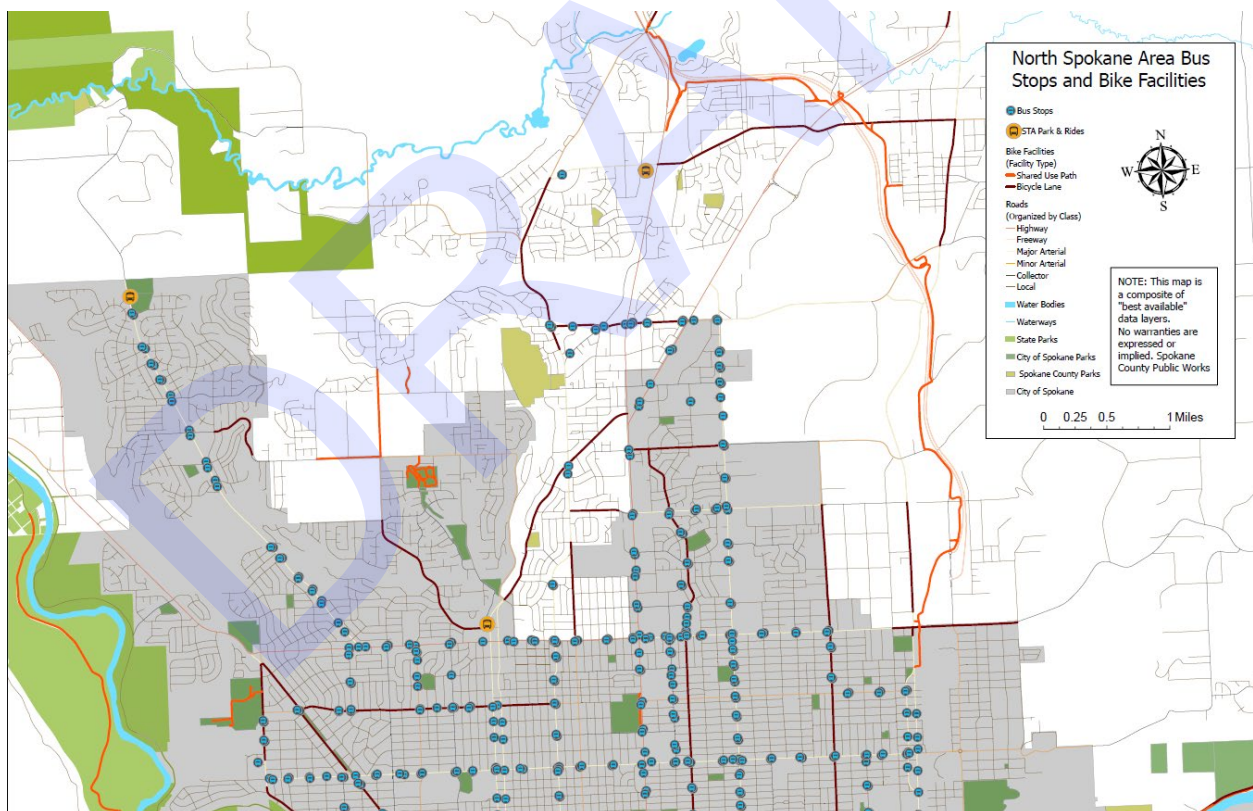 North Spokane Area Bus
Stops and Bike Facilities
Bus Stops
STA Park & Rides
Bike Facilities
(Facility Type)
Shared Use Path
Bicycle Lane
Roads
(Organized by Class)
Highway
Freeway
Major Arterial
Minor Arterial
Collector
Local
Water Bodies
Waterways
State Parks
City of Spokane Parks
Spokane County Parks
City of Spokane
N
W E
S
NOTE: This map is
a composite of
"best available"
data layers.
No warranties are
expressed or
implied. Spokane
County Public Works
0 0.25 0.5 1 Miles